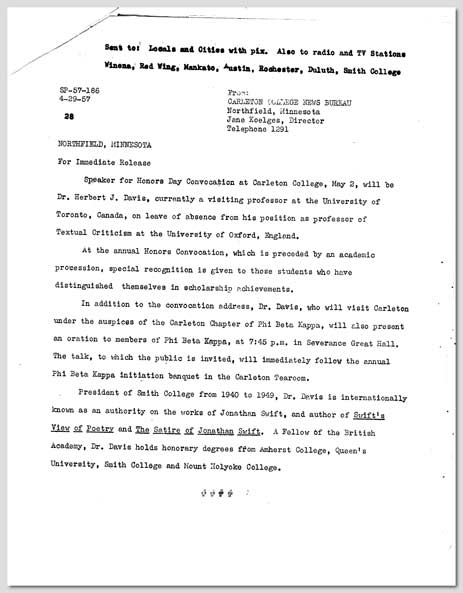 Sent to: Locals and Cities with pix. Also to radio and TV Stations
Winona, Red Wing, Mankato, Austin, Rochester, Duluth, Smith College
SP-57-186
4-29-57
28
From:
CARLETON COLLEGE NEWS BUREAU
Northfield, Minnesota
Jane Koelges, Director
Telephone 1291
NORTHFIELD, MINNESOTA
For Immediate Release
Speaker for Honors Day Convocation at Carleton College, May 2, will be
Dr. Herbert J. Davis, currently a visiting professor at the University of
Toronto, Canada, on leave of absence from his position as professor of
Textual Criticism at the University of Oxford, England.
At the annual Honors Convocation, which is preceded by an academic
procession, special recognition is given to those students who have
distinguished themselves in scholarship achievements.
In addition to the convocation address, Dr. Davis, who will visit Carleton
under the auspices of the Carleton Chapter of Phi Beta Kappa, will also present
an oration to members of Phi Beta Kappa, at 7:45 p.m. in Severance Great Hall.
The talk, to which the public is invited, will immediately follow the annual
Phi Beta Kappa initiation banquet in the Carleton Tearoom.
President of Smith College from 1940 to 1949, Dr. Davis is internationally
known as an authority on the works of Jonathan Swift, and author of Swift's
View of Poetry and The Satire of Jonathan Swift. A Fellow of the British
Academy, Dr. Davis holds honorary degrees from Amherst College, Queen's
University, Smith College and Mount Holyoke College.
####